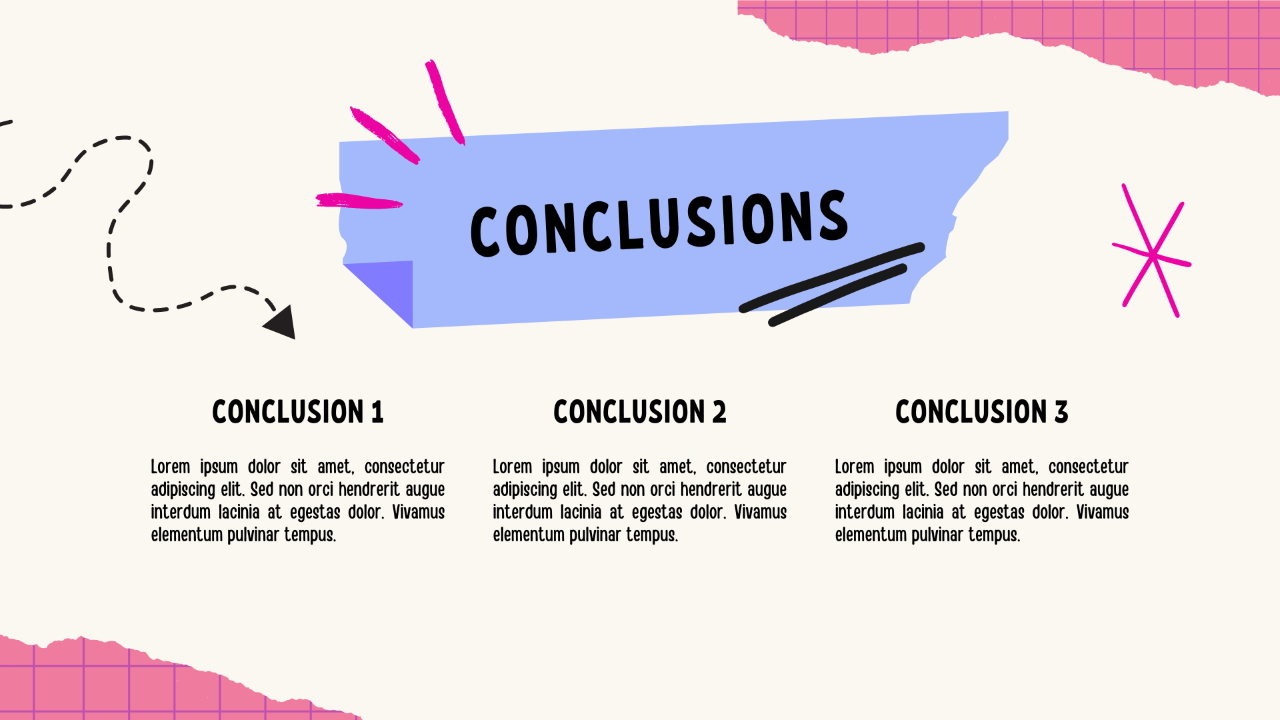 CONCLUSIONS
CONCLUSION 1
Lorem ipsum dolor sit amet, consectetur
adipiscing elit. Sed non orci hendrerit augue
interdum lacinia at egestas dolor. Vivamus
elementum pulvinar tempus.
CONCLUSION 2
Lorem ipsum dolor sit amet, consectetur
adipiscing elit. Sed non orci hendrerit augue
interdum lacinia at egestas dolor. Vivamus
elementum pulvinar tempus.
CONCLUSION 3
Lorem ipsum dolor sit amet, consectetur
adipiscing elit. Sed non orci hendrerit augue
interdum lacinia at egestas dolor. Vivamus
elementum pulvinar tempus.